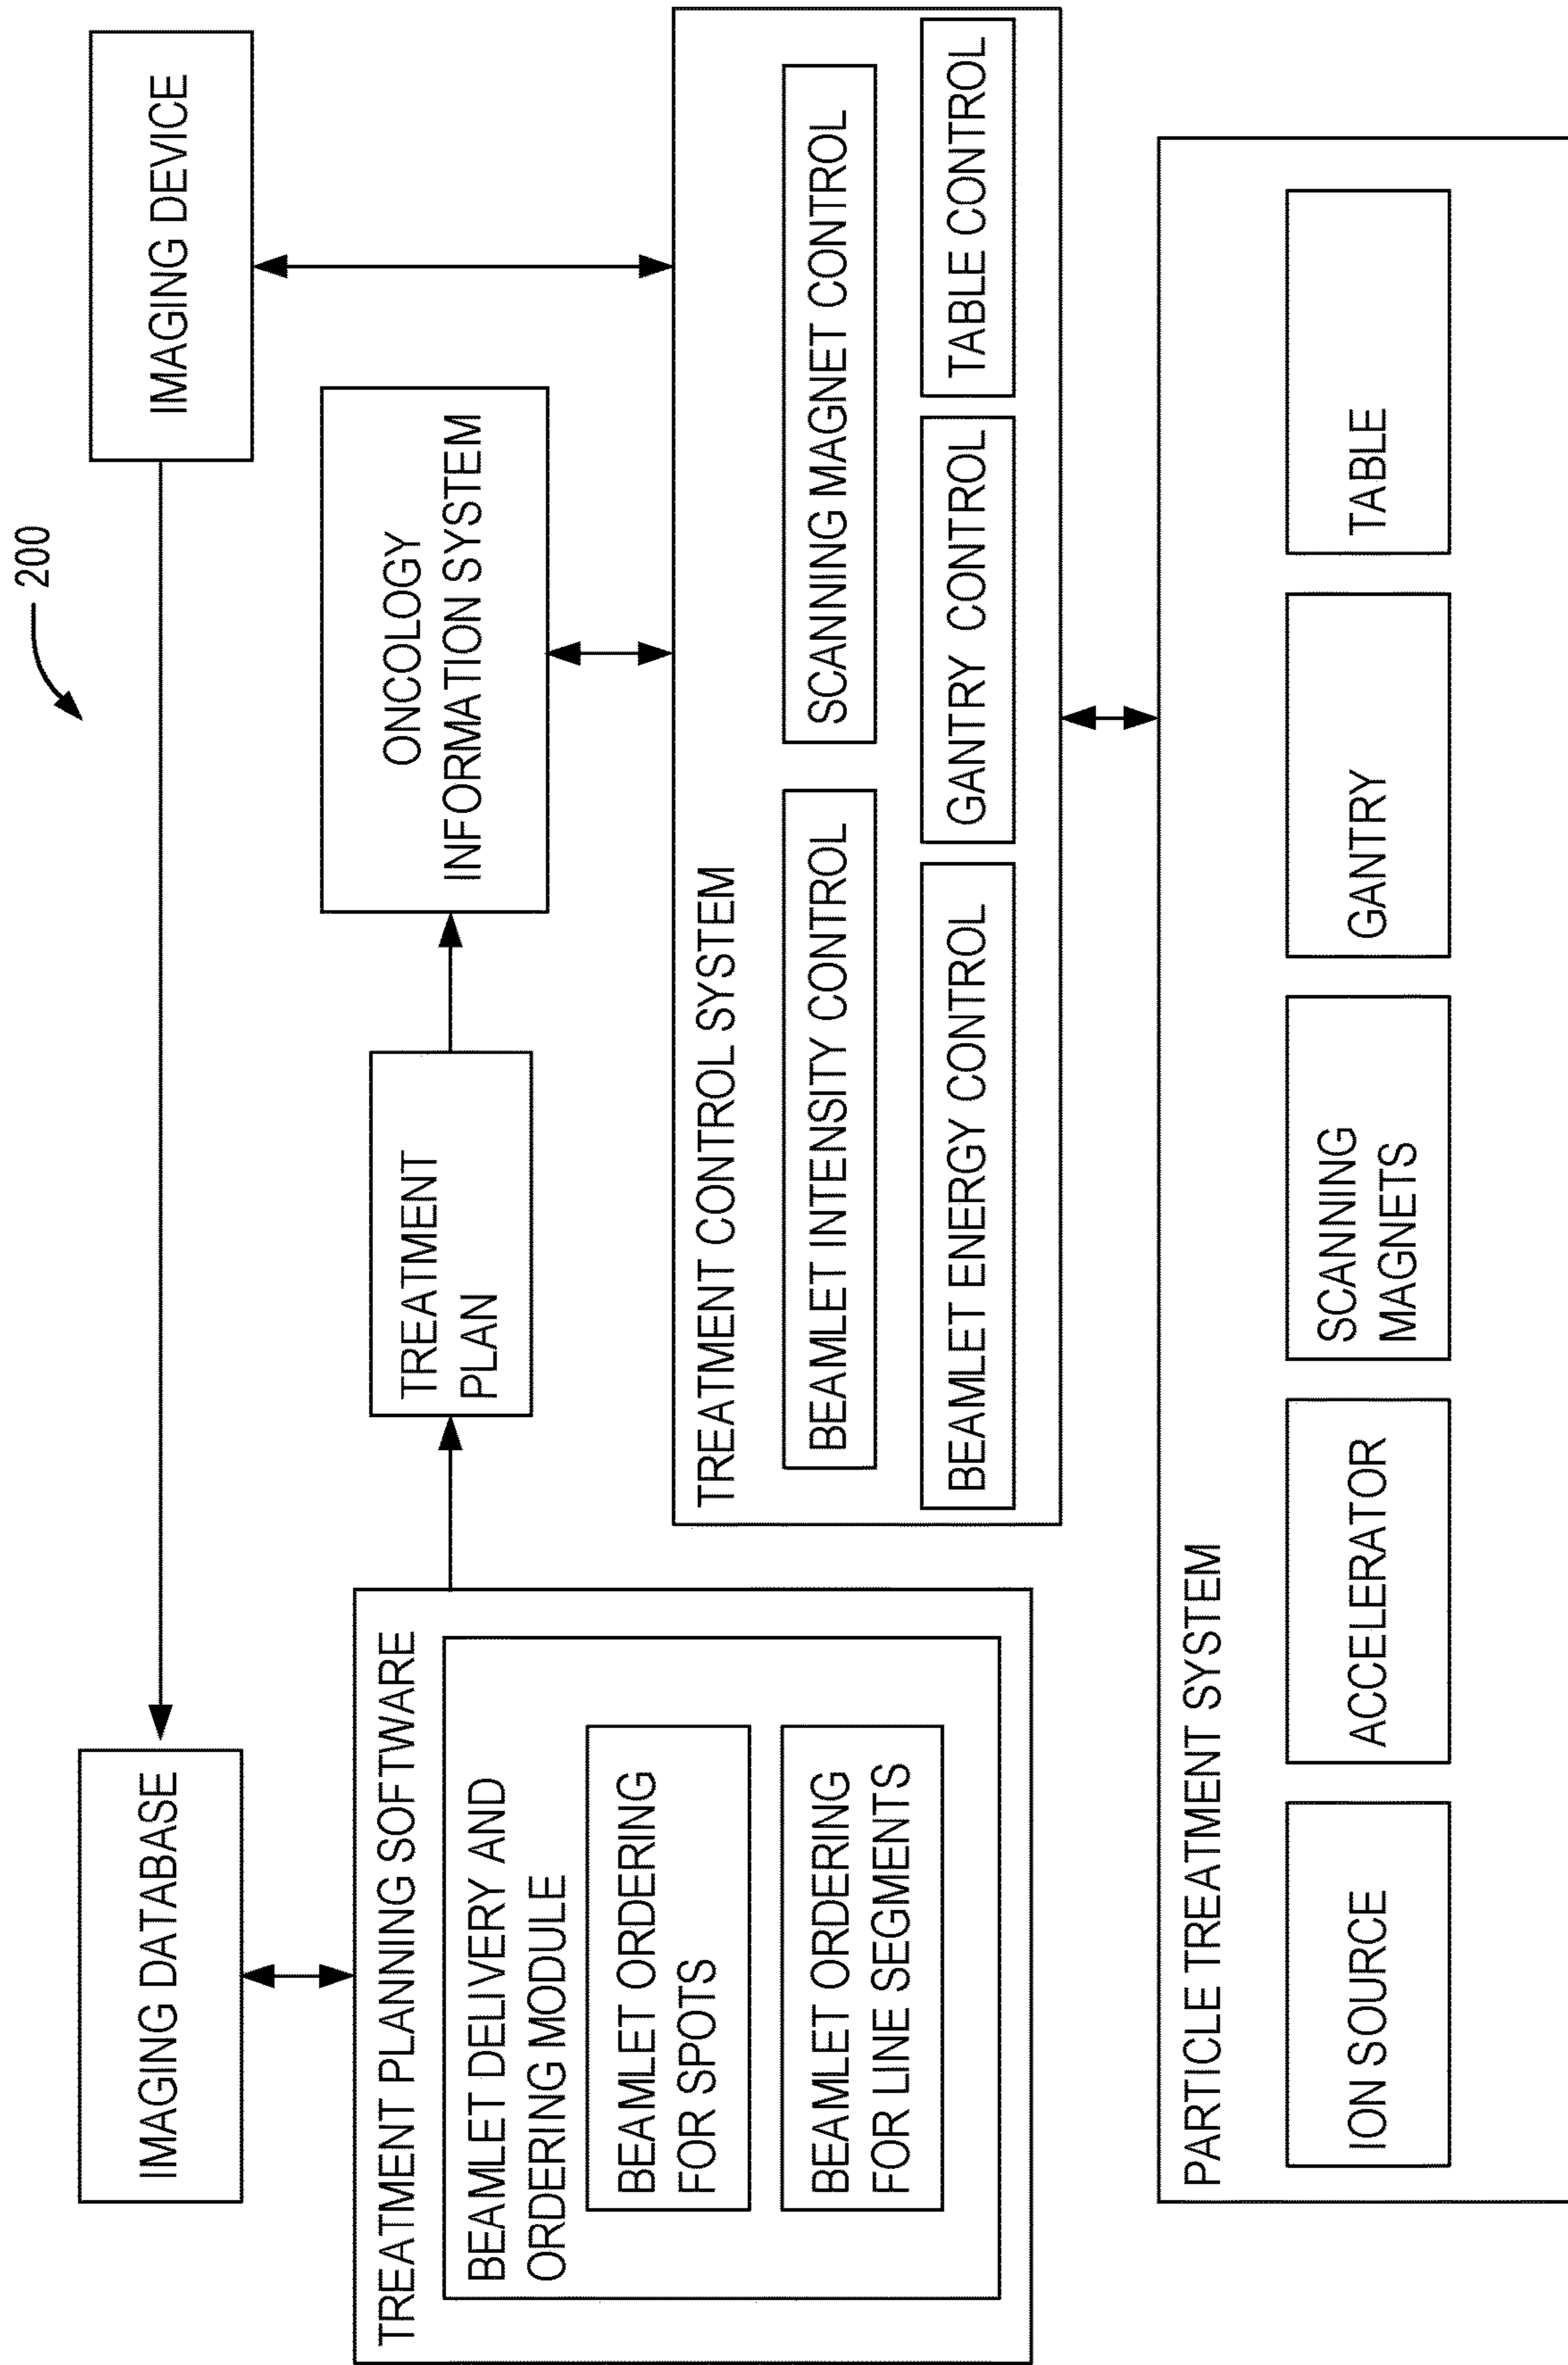 200
IMAGING DATABASE
IMAGING DEVICE
TREATMENT PLANNING SOFTWARE
BEAMLET DELIVERY AND
ORDERING MODULE
BEAMLET ORDERING
FOR SPOTS
BEAMLET ORDERING
FOR LINE SEGMENTS
TREATMENT
PLAN
ONCOLOGY
INFORMATION SYSTEM
TREATMENT CONTROL SYSTEM
BEAMLET INTENSITY CONTROL
SCANNING MAGNET CONTROL
BEAMLET ENERGY CONTROL
GANTRY CONTROL
TABLE CONTROL
PARTICLE TREATMENT SYSTEM
ION SOURCE
ACCELERATOR
SCANNING
MAGNETS
GANTRY
TABLE